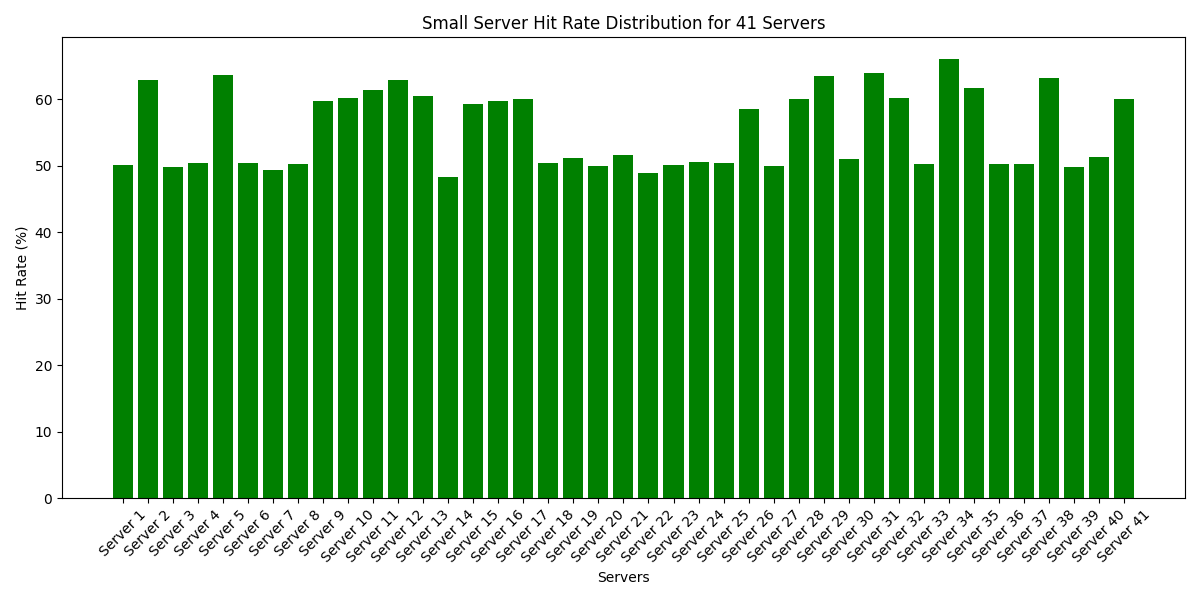 Small Server Hit Rate Distribution for 41 Servers
Hit Rate (%)
60
50
40
30
20
10
0
Server 1
Server 2
Server 3
Server 4
Server 5
Server 6
Server 7
Server 8
Server 9
Server 10
Server 11
Server 12
Server 13
Server 14
Server 15
Server 16
Server 17
Server 18
Server 19
Server 20
Server 21
Server 22
Server 23
Server 24
Server 25
Server 26
Server 27
Server 28
Server 29
Server 30
Server 31
Server 32
Server 33
Server 34
Server 35
Server 36
Server 37
Server 38
Server 39
Server 40
Server 41
Servers